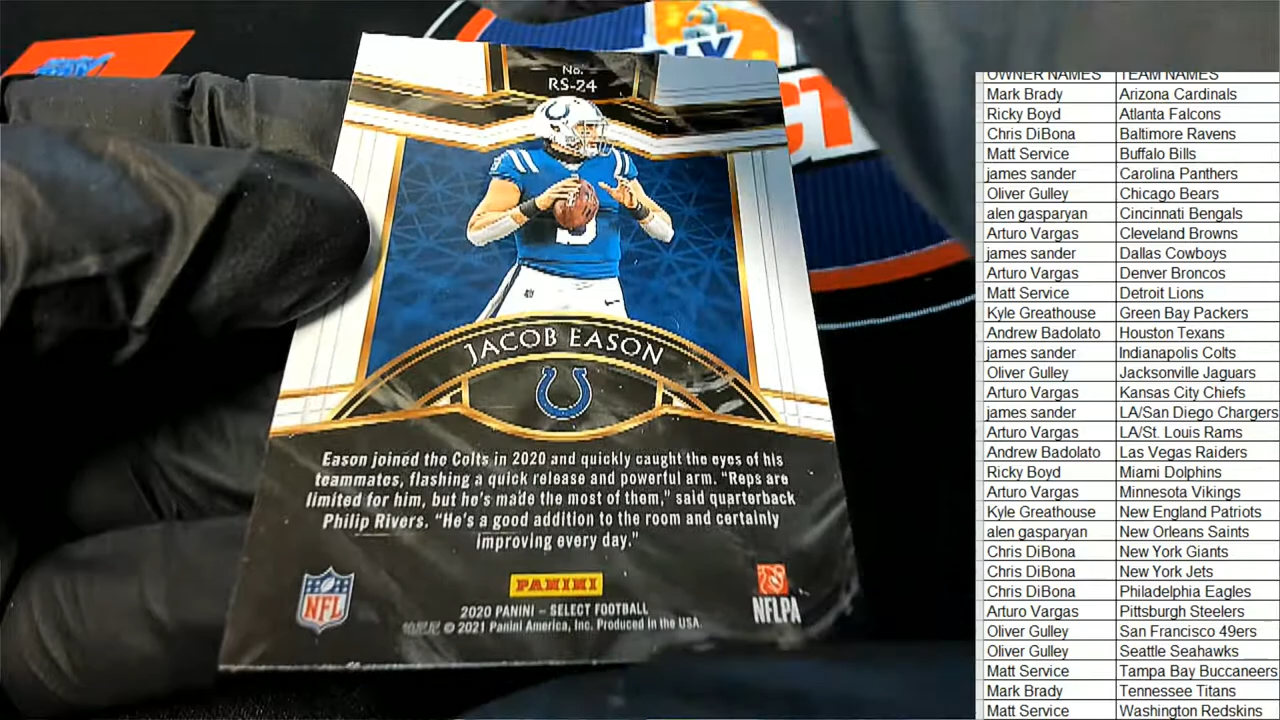 No.
RS-24
JACOB EASON
Eason joined the Colts in 2020 and quickly caught the eyes of his
teammates, flashing a quick release and powerful arm. "Reps are
limited for him, but he's made the most of them," said quarterback
Philip Rivers. "He's a good addition to the room and certainly
improving every day."
PANINI
NFL
NFLPA
2020 PANINI – SELECT FOOTBALL
© 2021 Panini America, Inc. Produced in the USA.
OWNER NAMES TEAM NAMES
Mark Brady Arizona Cardinals
Ricky Boyd Atlanta Falcons
Chris DiBona Baltimore Ravens
Matt Service Buffalo Bills
james sander Carolina Panthers
Oliver Gulley Chicago Bears
alen gasparyan Cincinnati Bengals
Arturo Vargas Cleveland Browns
james sander Dallas Cowboys
Arturo Vargas Denver Broncos
Matt Service Detroit Lions
Kyle Greathouse Green Bay Packers
Andrew Badolato Houston Texans
james sander Indianapolis Colts
Oliver Gulley Jacksonville Jaguars
Arturo Vargas Kansas City Chiefs
james sander LA/San Diego Chargers
Arturo Vargas LA/St. Louis Rams
Andrew Badolato Las Vegas Raiders
Ricky Boyd Miami Dolphins
Arturo Vargas Minnesota Vikings
Kyle Greathouse New England Patriots
alen gasparyan New Orleans Saints
Chris DiBona New York Giants
Chris DiBona New York Jets
Chris DiBona Philadelphia Eagles
Arturo Vargas Pittsburgh Steelers
Oliver Gulley San Francisco 49ers
Oliver Gulley Seattle Seahawks
Matt Service Tampa Bay Buccaneers
Mark Brady Tennessee Titans
Matt Service Washington Redskins